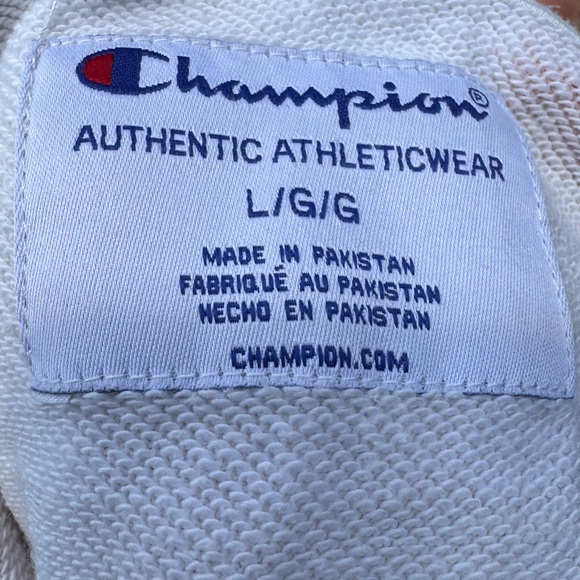 Champion®
AUTHENTIC ATHLETICWEAR
L/G/G
MADE IN PAKISTAN
FABRIQUÉ AU PAKISTAN
HECHO EN PAKISTAN
CHAMPION.COM